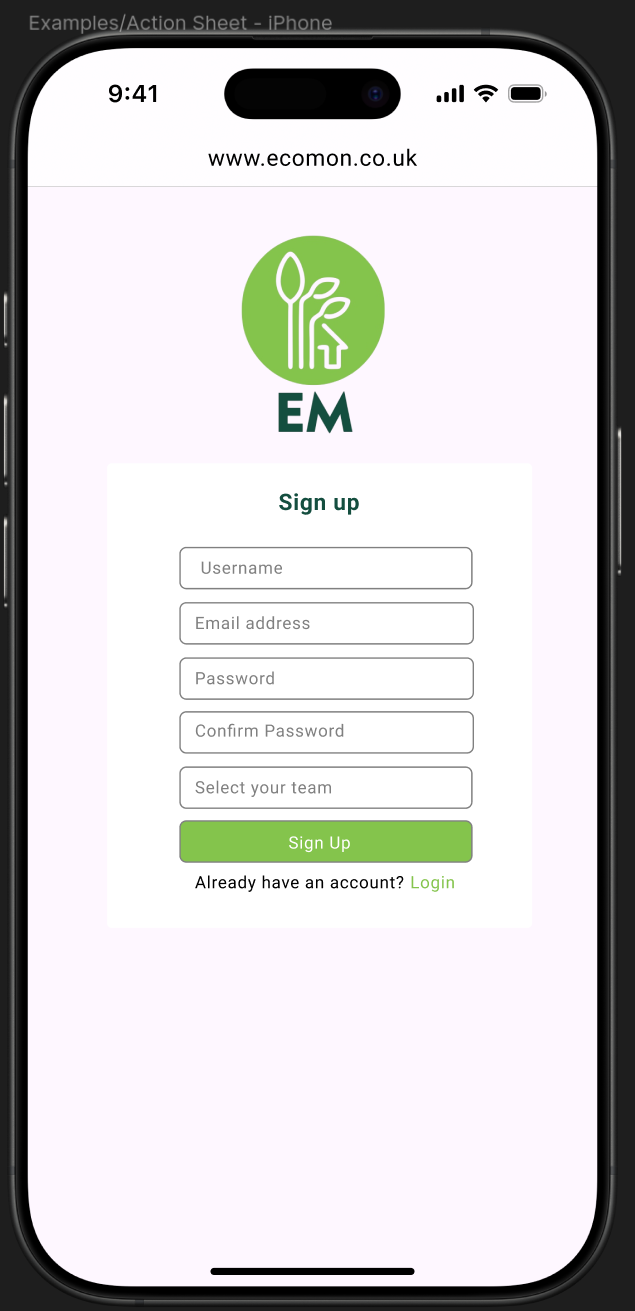 Examples/Action Sheet - iPhone
9:41
www.ecomon.co.uk
EM
Sign up
Username
Email address
Password
Confirm Password
Select your team
Sign Up
Already have an account? Login